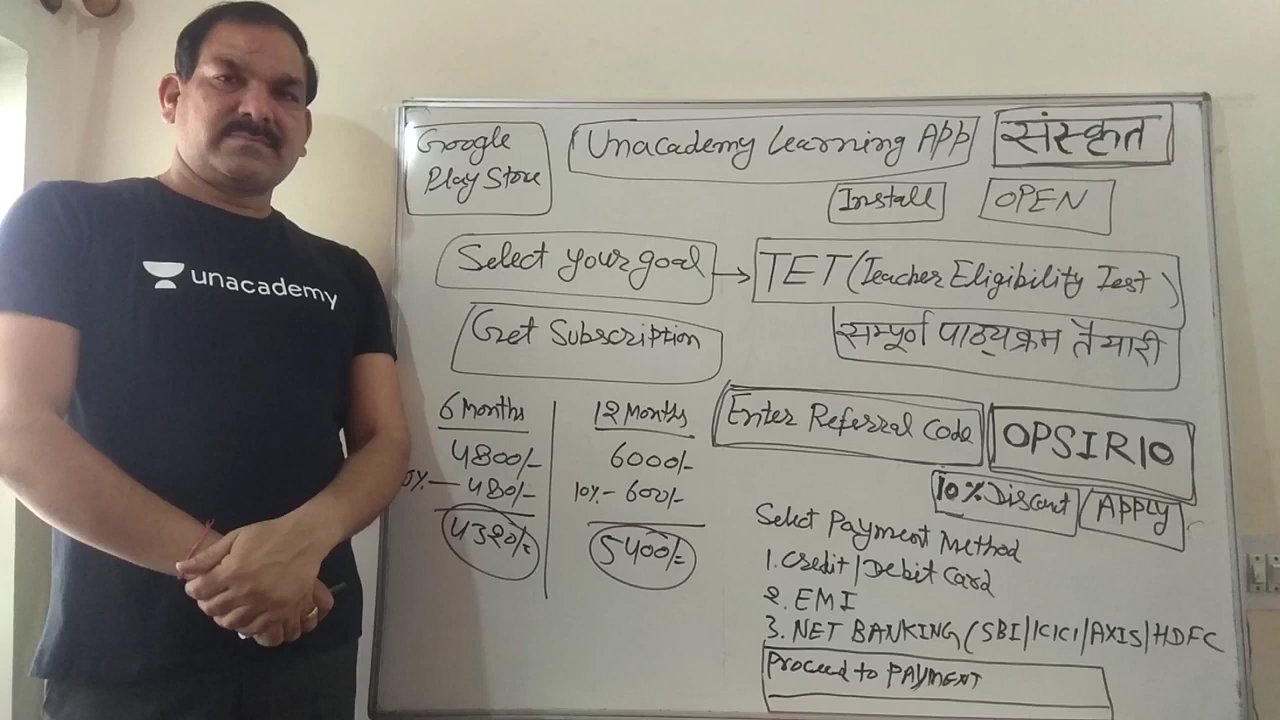 unacademy
Google
Play Store
Unacademy Learning App
संस्कृत
Install
OPEN
Select your goal
TET (Teacher Eligibility Test)
Get Subscription
सम्पूर्ण पाठ्यक्रम तैयारी
6 Months
4800/-
0%— 480/-
4320/=
12 Months
6000/-
10%- 600/-
5400/=
Enter Referral Code
OPSIR10
10% Discount
APPLY
Select Payment Method
1. Credit/Debit Card
2. EMI
3. NET BANKING (SBI/ICICI/AXIS/HDFC
Proceed to PAYMENT